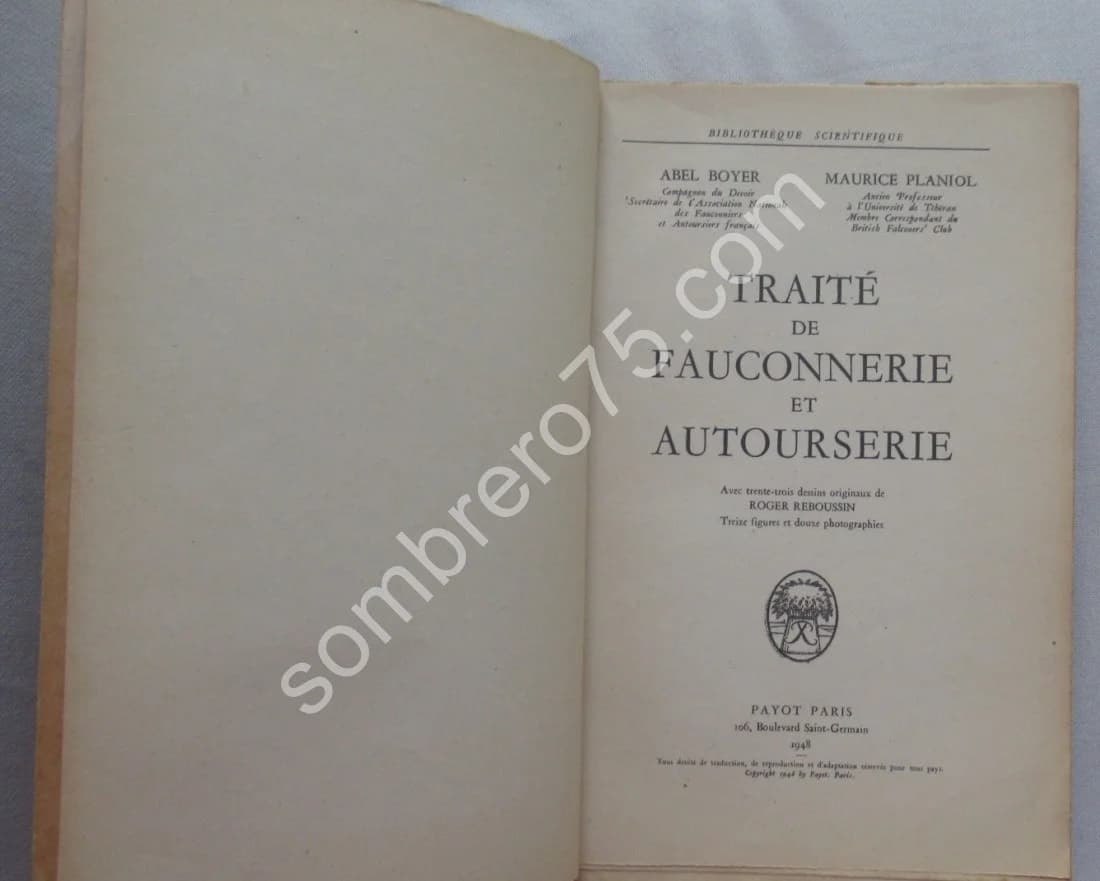 BIBLIOTHÈQUE SCIENTIFIQUE
ABEL BOYER
Compagnon du Devoir
Secrétaire de l'Association Nationale
des Fauconniers
et Autoursiers français
MAURICE PLANIOL
Ancien Professeur
à l'Université de Téhéran
Membre Correspondant du
British Falconers' Club
TRAITÉ
DE
FAUCONNERIE
ET
AUTOURSERIE
Avec trente-trois dessins originaux de
ROGER REBOUSSIN
Treize figures et douze photographies
PAYOT PARIS
106, Boulevard Saint-Germain
1948
Tous droits de traduction, de reproduction et d'adaptation réservés pour tous pays.
Copyright 1948 by Payot. Paris.
sombrero75.com